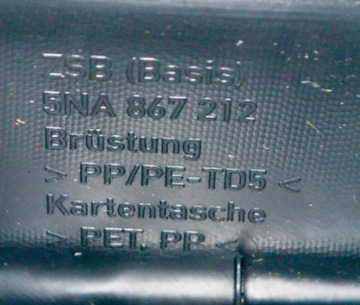 ZSB (Basis)
5NA 867 212
Brüstung
> PP/PE-TD5 <
Kartentasche
> PET, PP <